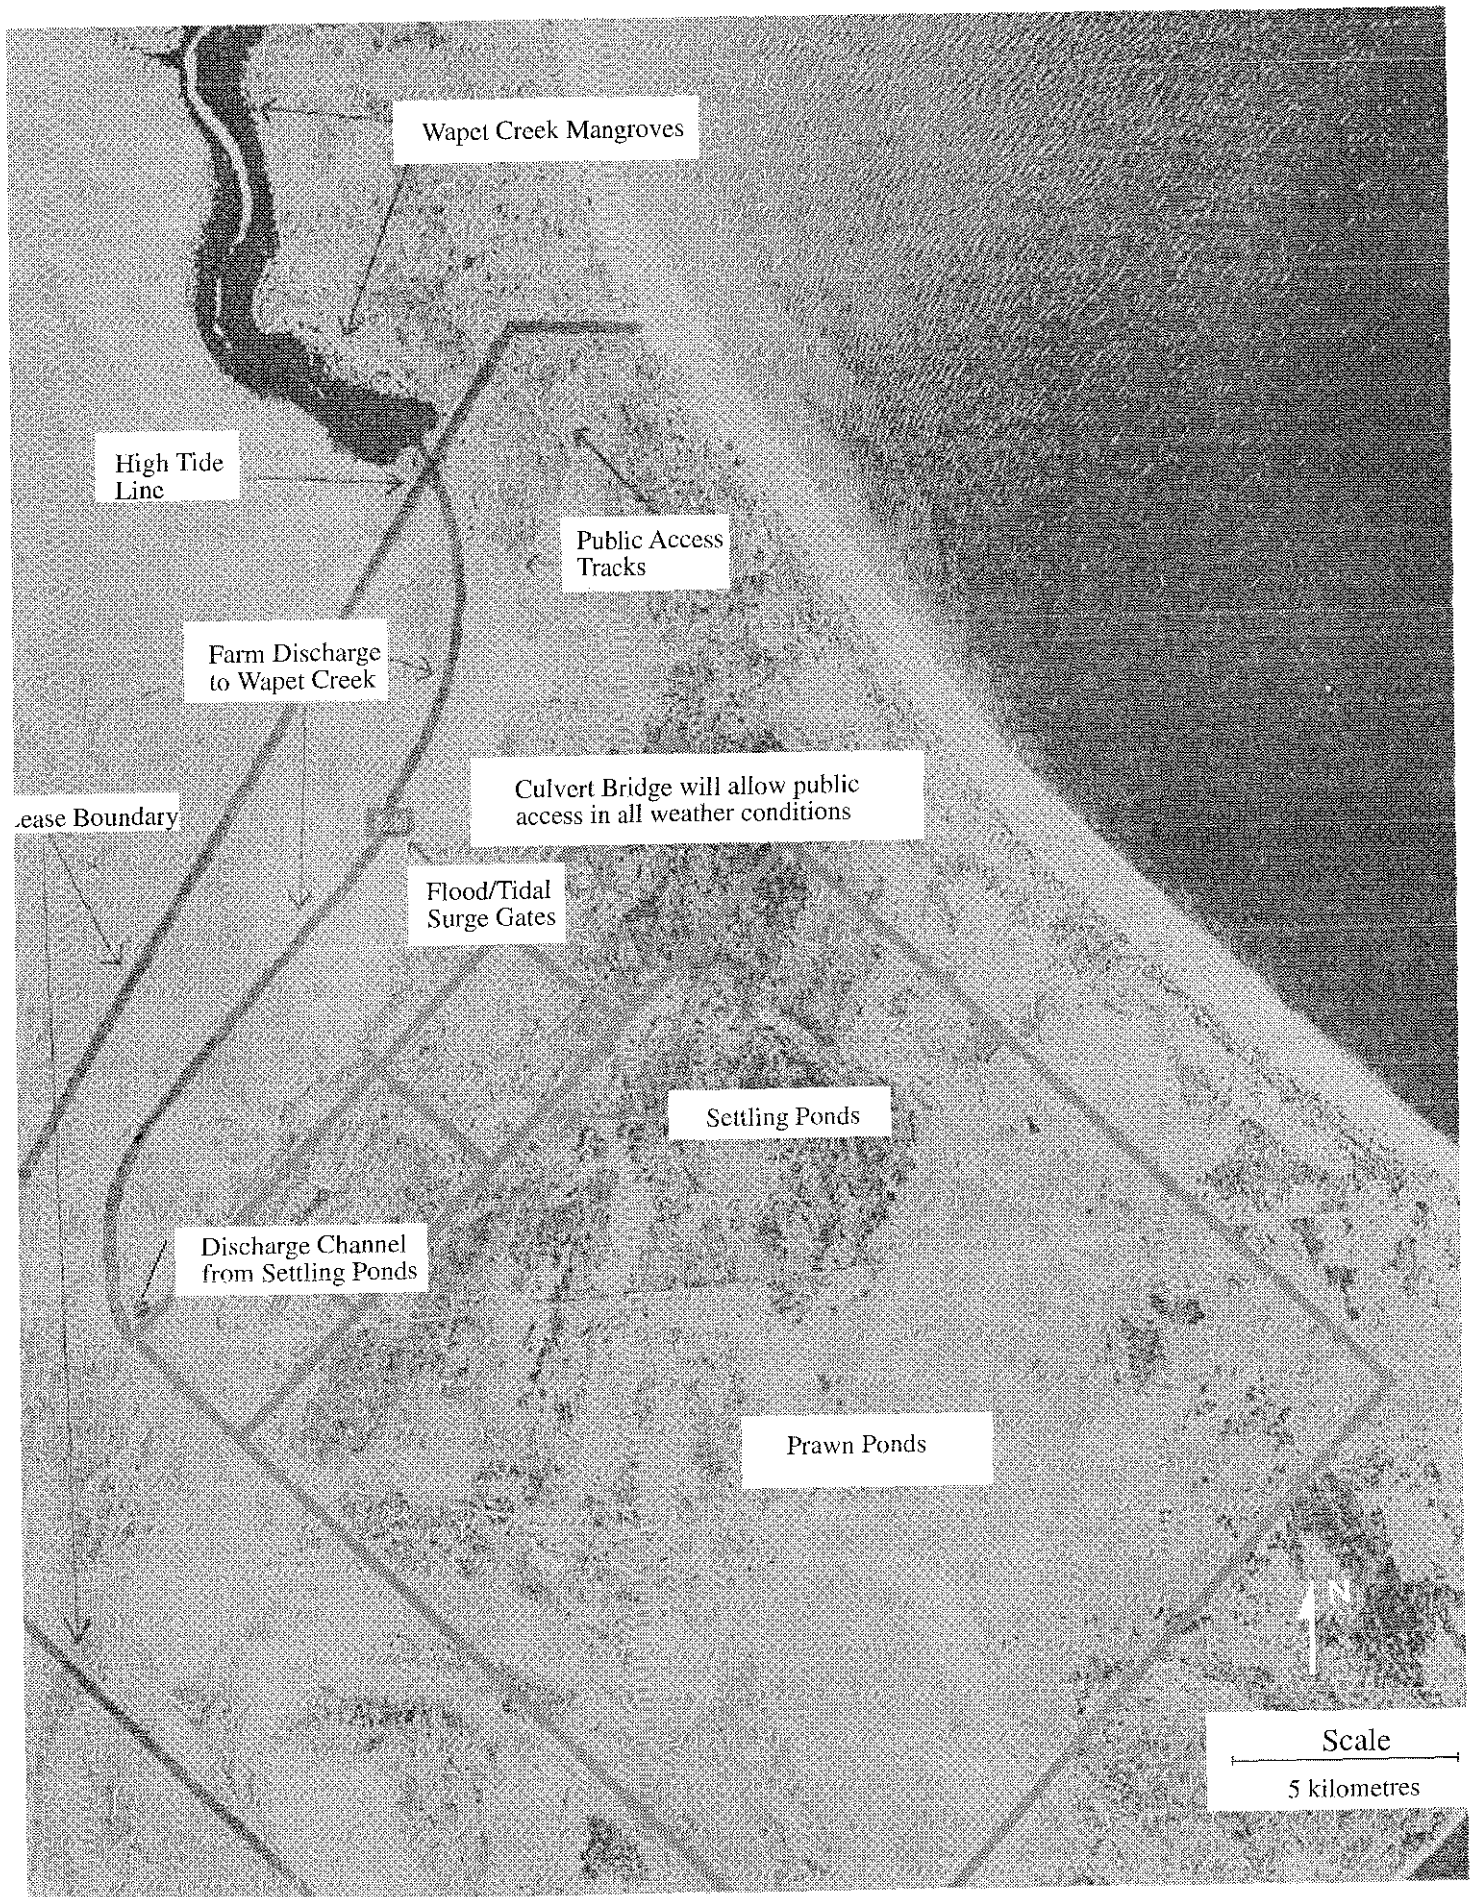 Wapet Creek Mangroves
High Tide
Line
Public Access
Tracks
Farm Discharge
to Wapet Creek
Culvert Bridge will allow public
access in all weather conditions
ease Boundary
Flood/Tidal
Surge Gates
Settling Ponds
Discharge Channel
from Settling Ponds
Prawn Ponds
N
Scale
5 kilometres